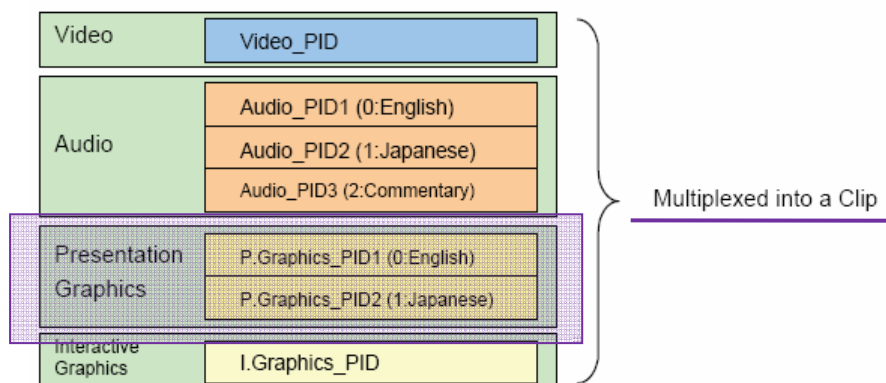 Video
Video_PID
Audio
Audio_PID1 (0:English)
Audio_PID2 (1:Japanese)
Audio_PID3 (2:Commentary)
Presentation
Graphics
P.Graphics_PID1 (0:English)
P.Graphics_PID2 (1:Japanese)
Interactive
Graphics
I.Graphics_PID
Multiplexed into a Clip